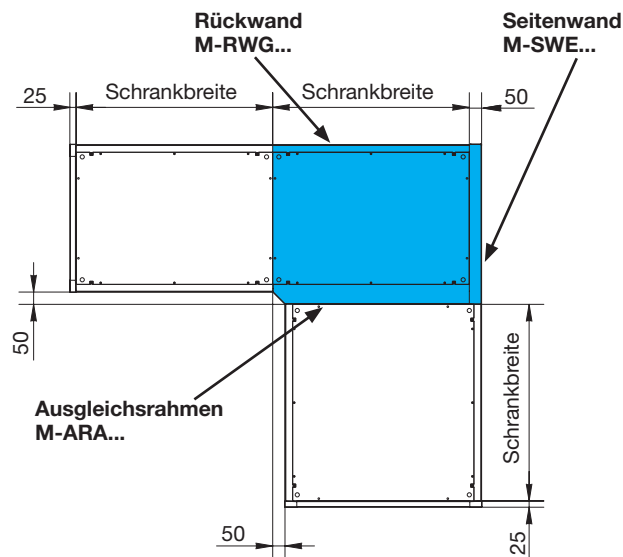 Rückwand
M-RWG...
Seitenwand
M-SWE...
25
Schrankbreite
Schrankbreite
50
50
Ausgleichsrahmen
M-ARA...
Schrankbreite
50
25